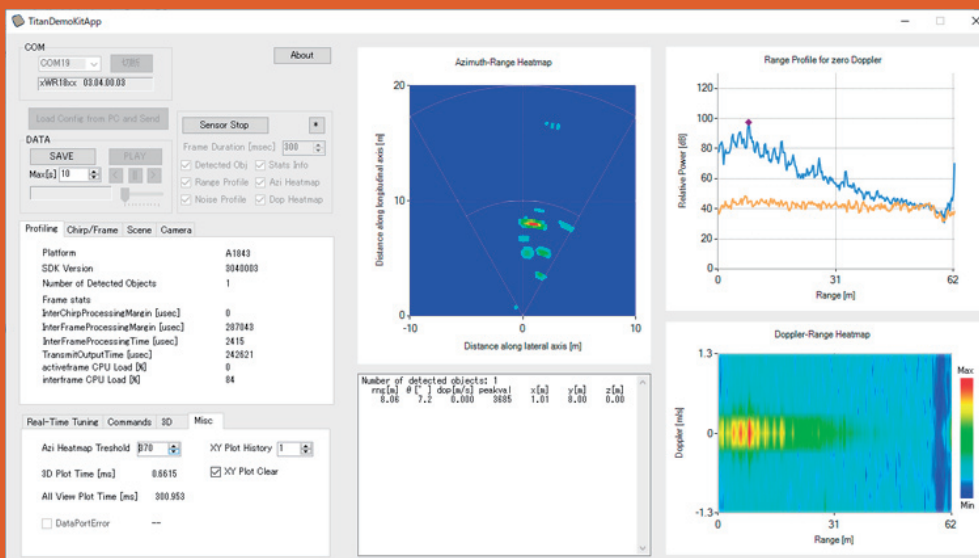 TitanDemoKitApp
COM
COM19
切断
xWR18xx 03.04.00.03
About
Load Config from PC and Send
DATA
SAVE
PLAY
Max[s] 10
Sensor Stop
*
Frame Duration [msec] 300
Detected Obj
Stats Info
Range Profile
Azi Heatmap
Noise Profile
Dop Heatmap
Profiling
Chirp/Frame
Scene
Camera
Platform A1843
SDK Version 3040003
Number of Detected Objects 1
Frame stats
InterChirpProcessingMargin [usec] 0
InterFrameProcessingMargin [usec] 287843
InterFrameProcessingTime [usec] 2415
TransmitOutputTime [usec] 242621
activeframe CPU Load [%] 0
interframe CPU Load [%] 84
Real-Time Tuning
Commands
3D
Misc
Azi Heatmap Treshold 370
XY Plot History 1
3D Plot Time [ms] 0.6615
XY Plot Clear
All View Plot Time [ms] 300.953
DataPortError --
Azimuth-Range Heatmap
Distance along longitudinal axis [m]
20
10
0
-10
0
10
Distance along lateral axis [m]
Number of detected objects: 1
rng[m] θ[°] dop[m/s] peakval x[m] y[m] z[m]
8.06 7.2 0.000 3685 1.01 8.00 0.00
Range Profile for zero Doppler
Relative Power [dB]
120
100
80
60
40
0
0
31
62
Range [m]
Doppler-Range Heatmap
Doppler [m/s]
1.3
0
-1.3
0
31
62
Range [m]
Max
Min